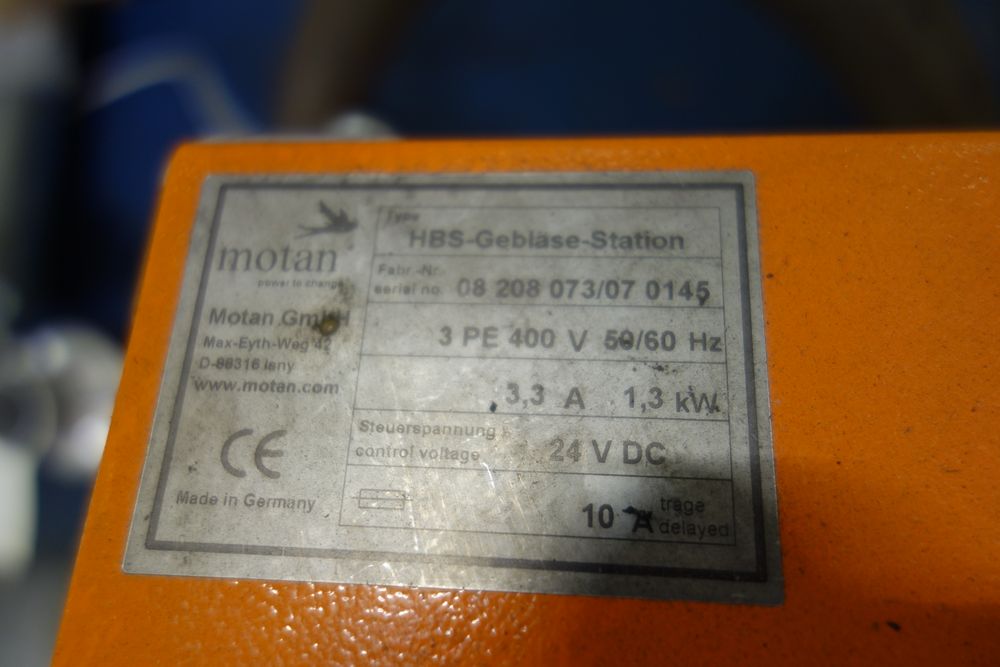 motan
power to change
Motan GmbH
Max-Eyth-Weg 42
D-88316 Isny
www.motan.com
CE
Made in Germany
Type
HBS-Gebläse-Station
Fabr.-Nr.
serial no. 08 208 073/07 0145
3 PE 400 V 50/60 Hz
3,3 A 1,3 kW
Steuerspannung
control voltage 24 V DC
10 A träge
delayed